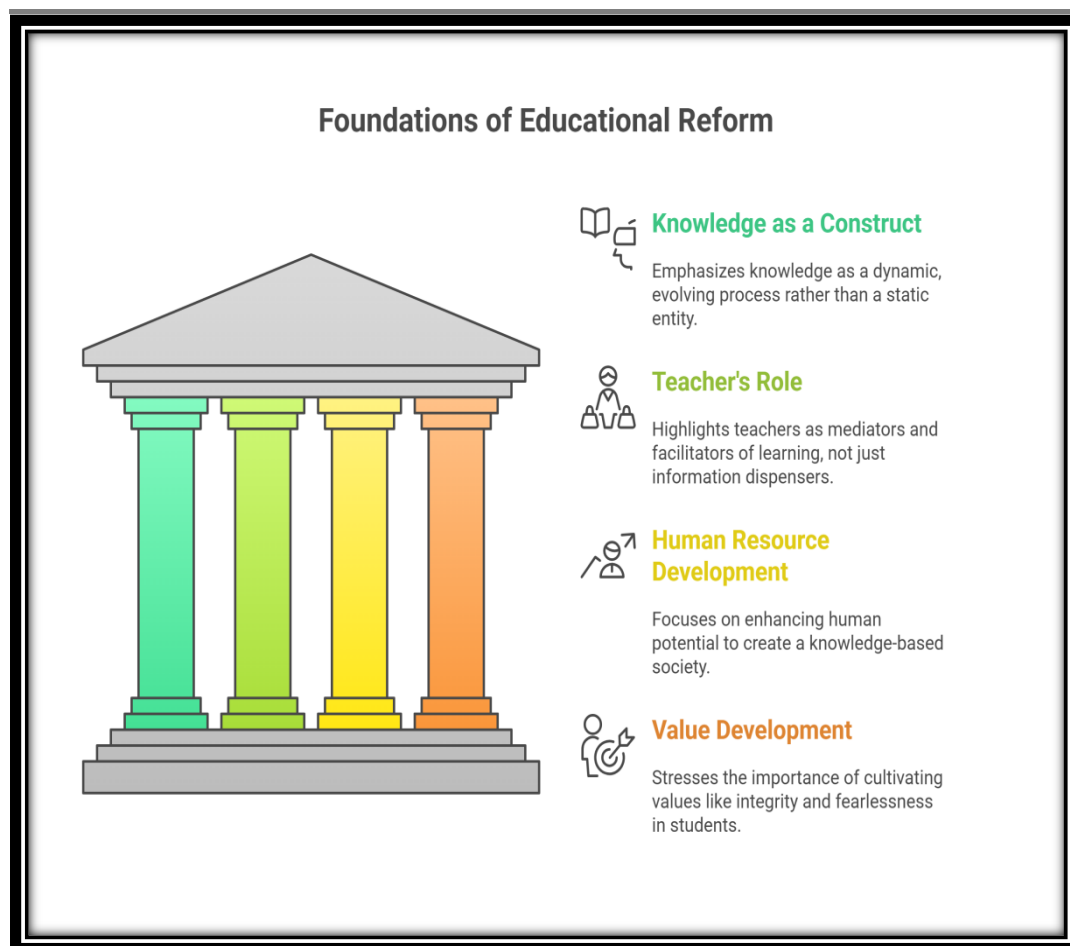 Foundations of Educational Reform
Knowledge as a Construct
Emphasizes knowledge as a dynamic,
evolving process rather than a static
entity.
Teacher's Role
Highlights teachers as mediators and
facilitators of learning, not just
information dispensers.
Human Resource
Development
Focuses on enhancing human
potential to create a knowledge-based
society.
Value Development
Stresses the importance of cultivating
values like integrity and fearlessness
in students.